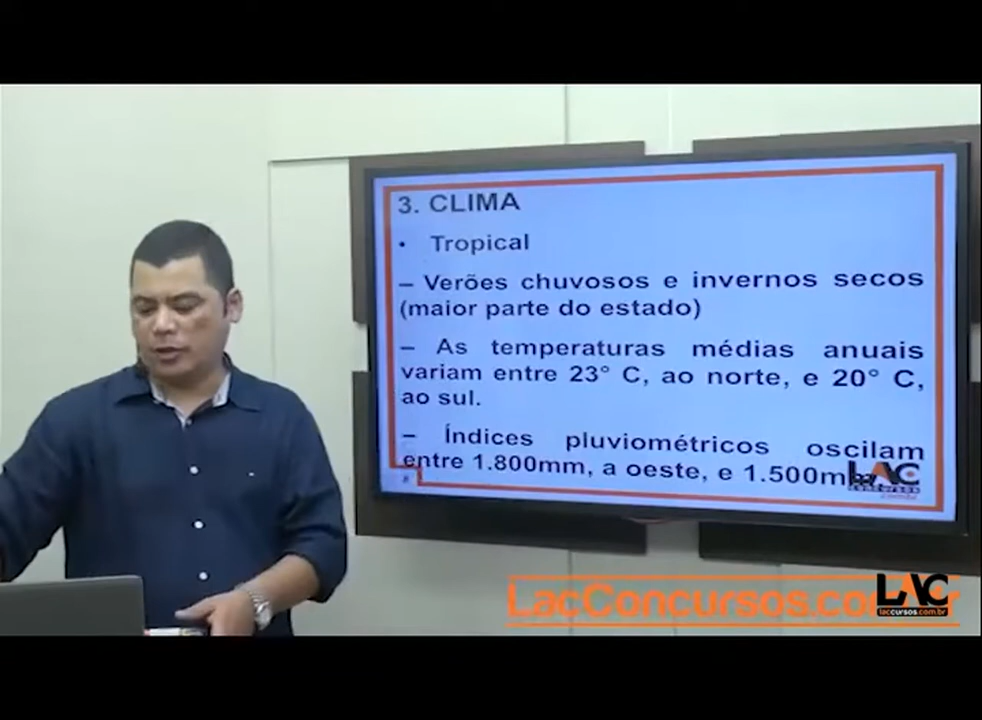 3. CLIMA
• Tropical
– Verões chuvosos e invernos secos
(maior parte do estado)
– As temperaturas médias anuais
variam entre 23° C, ao norte, e 20° C,
ao sul.
– Índices pluviométricos oscilam
entre 1.800mm, a oeste, e 1.500m
LAC
concursos
LacConcursos.co
LAC
laccursos.com.br